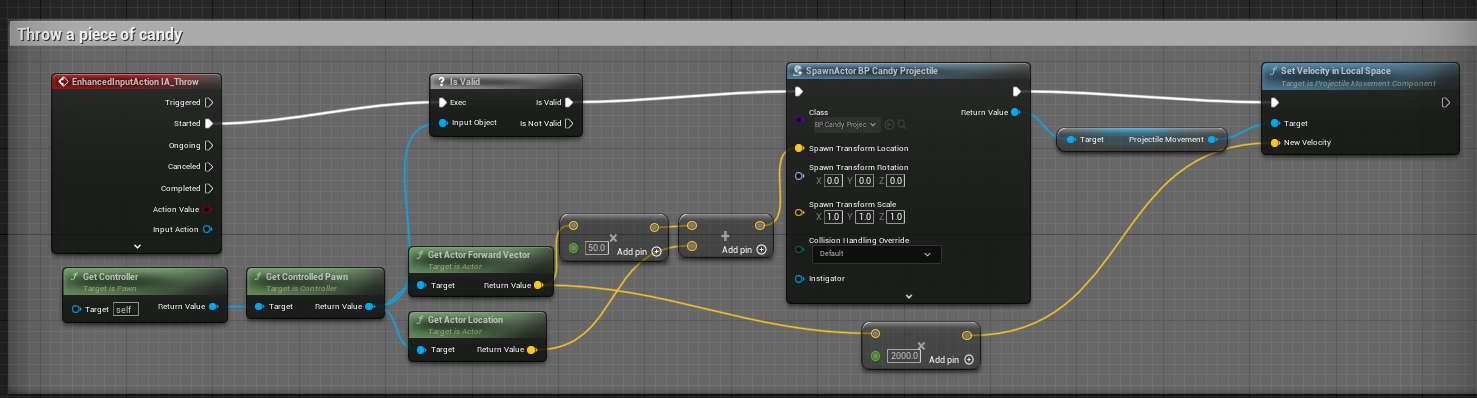 Throw a piece of candy
EnhancedInputAction IA_Throw
Triggered
Started
Ongoing
Canceled
Completed
Action Value
Input Action
? Is Valid
Exec
Is Valid
Input Object
Is Not Valid
SpawnActor BP Candy Projectile
Class
BP Candy Projec
Return Value
Spawn Transform Location
Spawn Transform Rotation
X 0.0 Y 0.0 Z 0.0
Spawn Transform Scale
X 1.0 Y 1.0 Z 1.0
Collision Handling Override
Default
Instigator
Target
Projectile Movement
f Set Velocity in Local Space
Target is Projectile Movement Component
Target
New Velocity
f Get Controller
Target is Pawn
Target self
Return Value
f Get Controlled Pawn
Target is Controller
Target
Return Value
f Get Actor Forward Vector
Target is Actor
Target
Return Value
f Get Actor Location
Target is Actor
Target
Return Value
×
50.0
Add pin +
+
Add pin +
×
2000.0
Add pin +